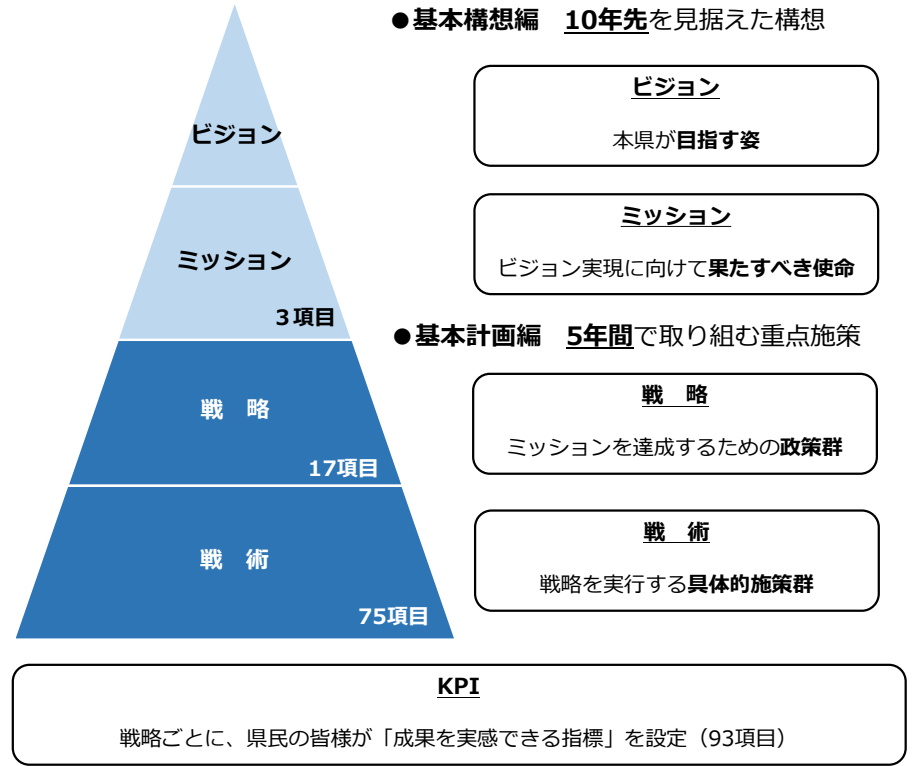 ●基本構想編　10年先を見据えた構想
ビジョン
本県が目指す姿
ビジョン
ミッション
ビジョン実現に向けて果たすべき使命
ミッション
３項目
●基本計画編　5年間で取り組む重点施策
戦　略
ミッションを達成するための政策群
戦　略
17項目
戦　術
戦略を実行する具体的施策群
戦　術
75項目
KPI
戦略ごとに、県民の皆様が「成果を実感できる指標」を設定（93項目）